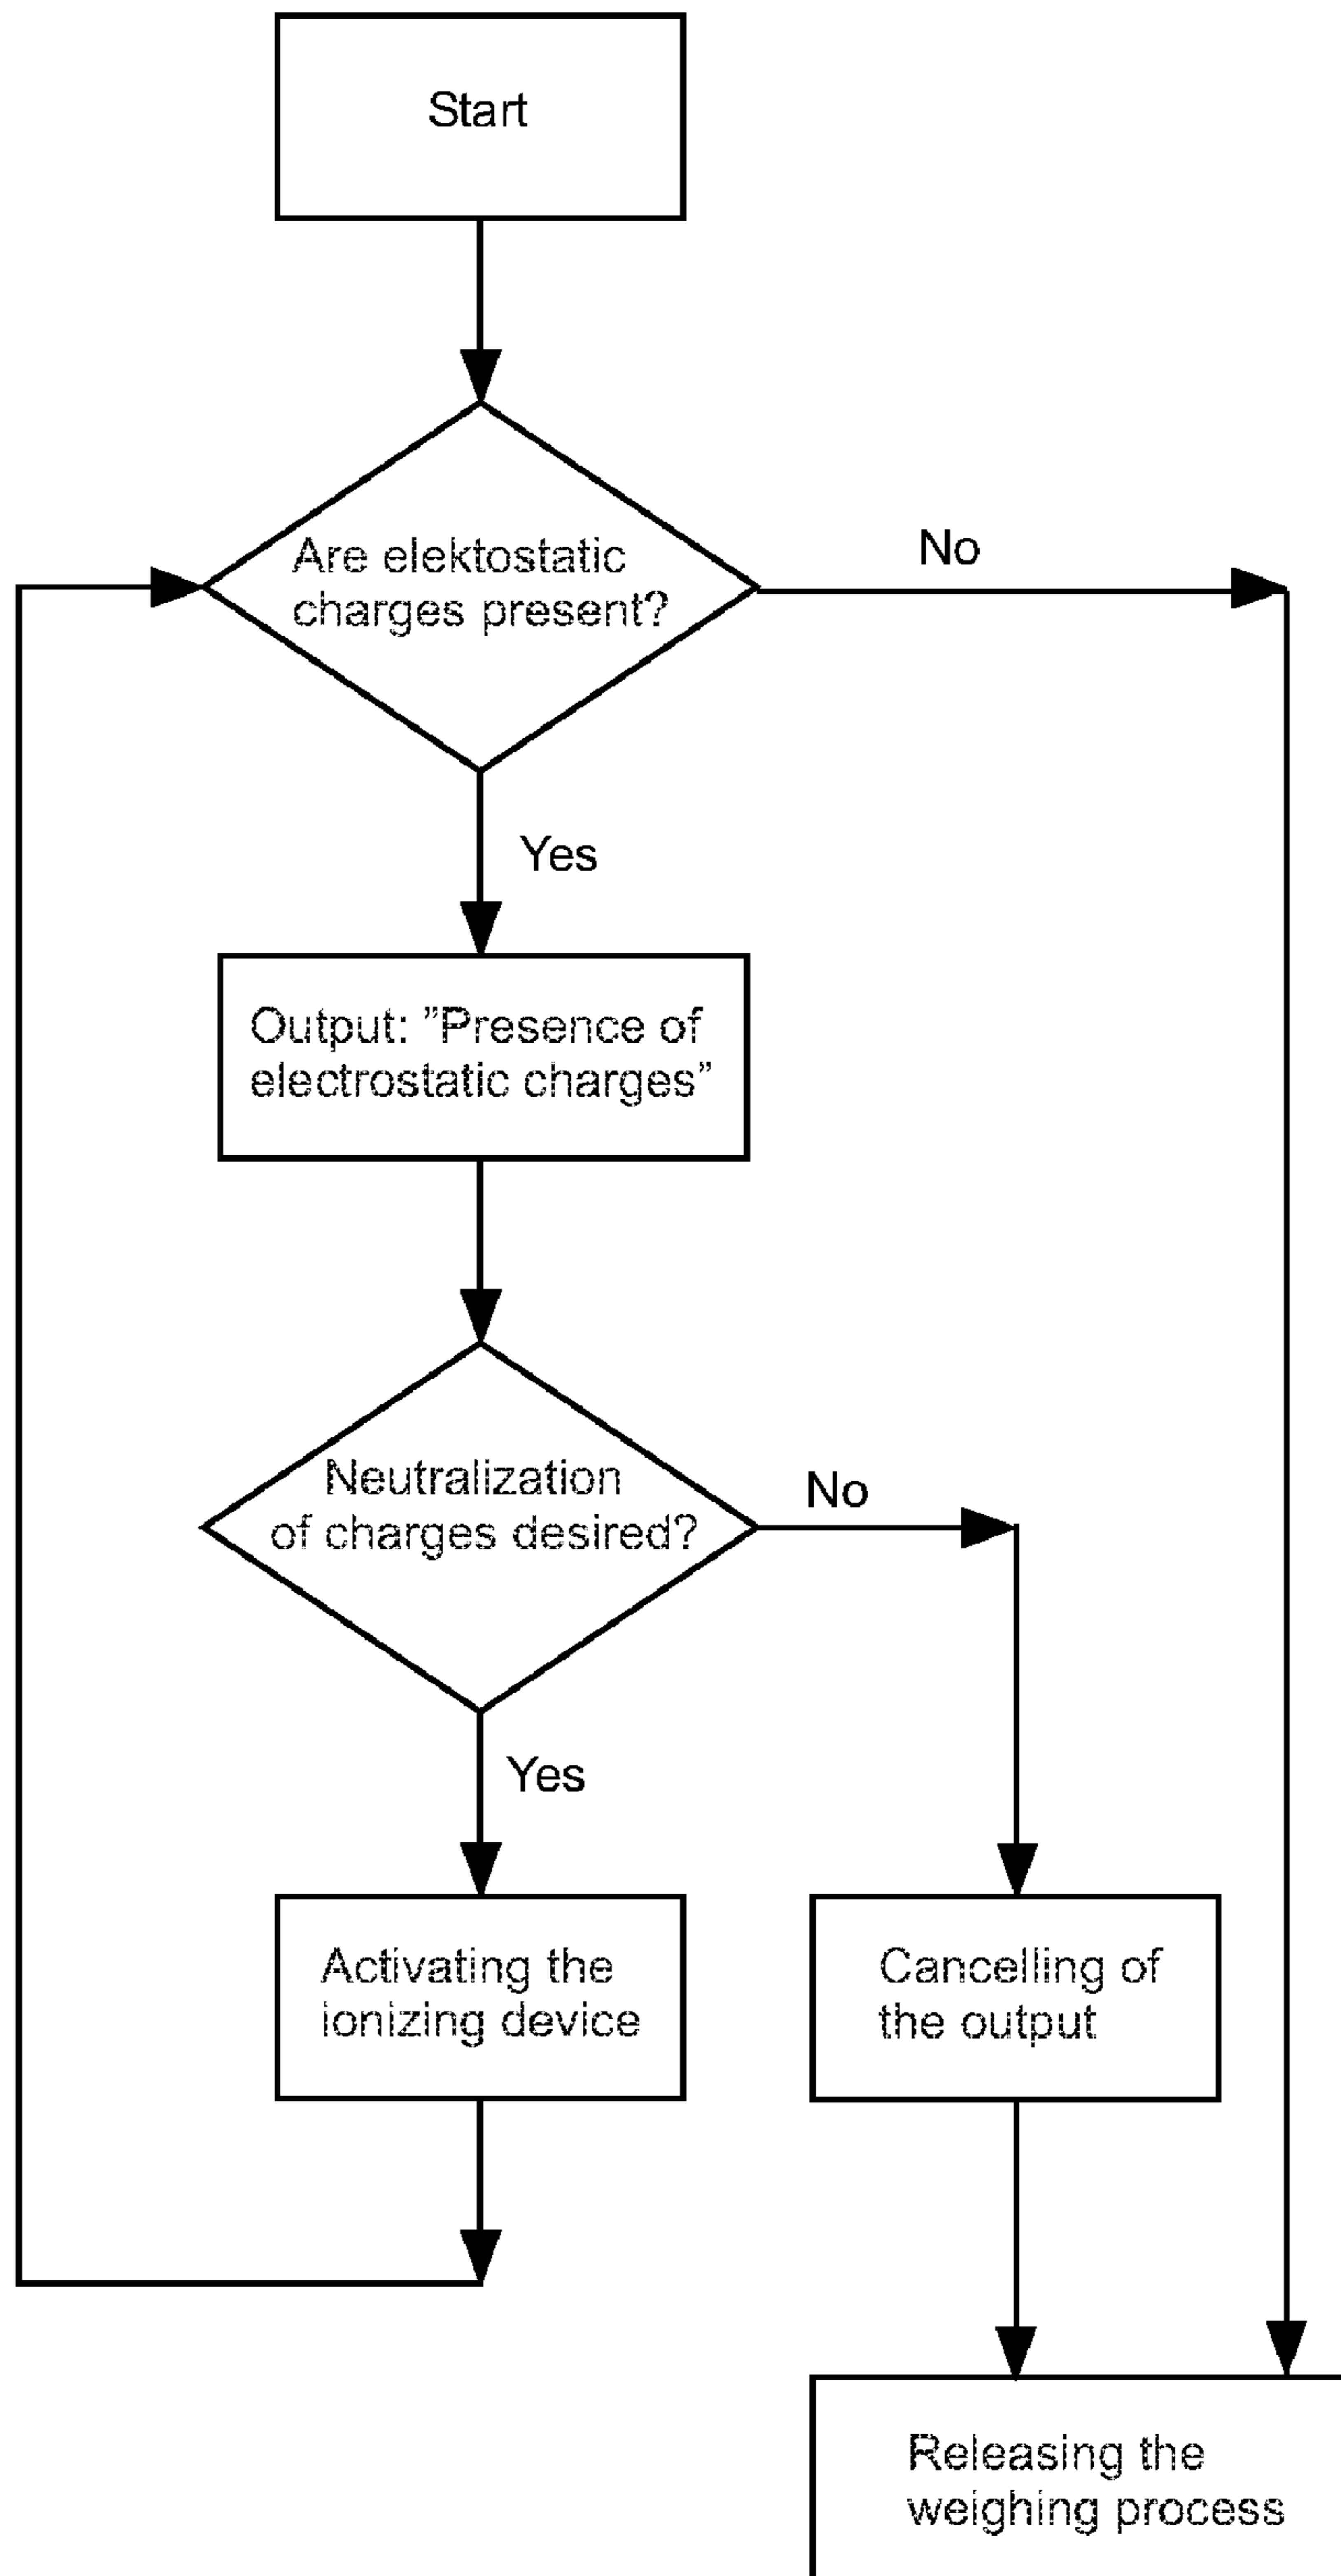 Start
Are elektostatic
charges present?
No
Yes
Output: ”Presence of
electrostatic charges”
Neutralization
of charges desired?
No
Yes
Activating the
ionizing device
Cancelling of
the output
Releasing the
weighing process